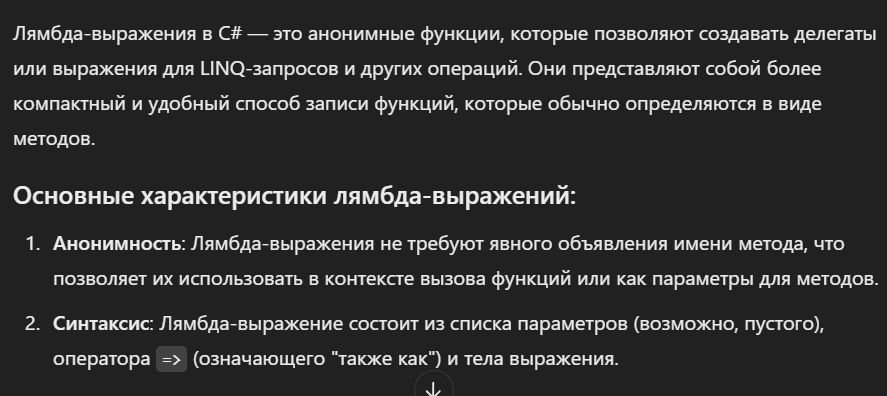 Лямбда-выражения в C# — это анонимные функции, которые позволяют создавать делегаты
или выражения для LINQ-запросов и других операций. Они представляют собой более
компактный и удобный способ записи функций, которые обычно определяются в виде
методов.
Основные характеристики лямбда-выражений:
1. Анонимность: Лямбда-выражения не требуют явного объявления имени метода, что
позволяет их использовать в контексте вызова функций или как параметры для методов.
2. Синтаксис: Лямбда-выражение состоит из списка параметров (возможно, пустого),
оператора => (означающего "также как") и тела выражения.